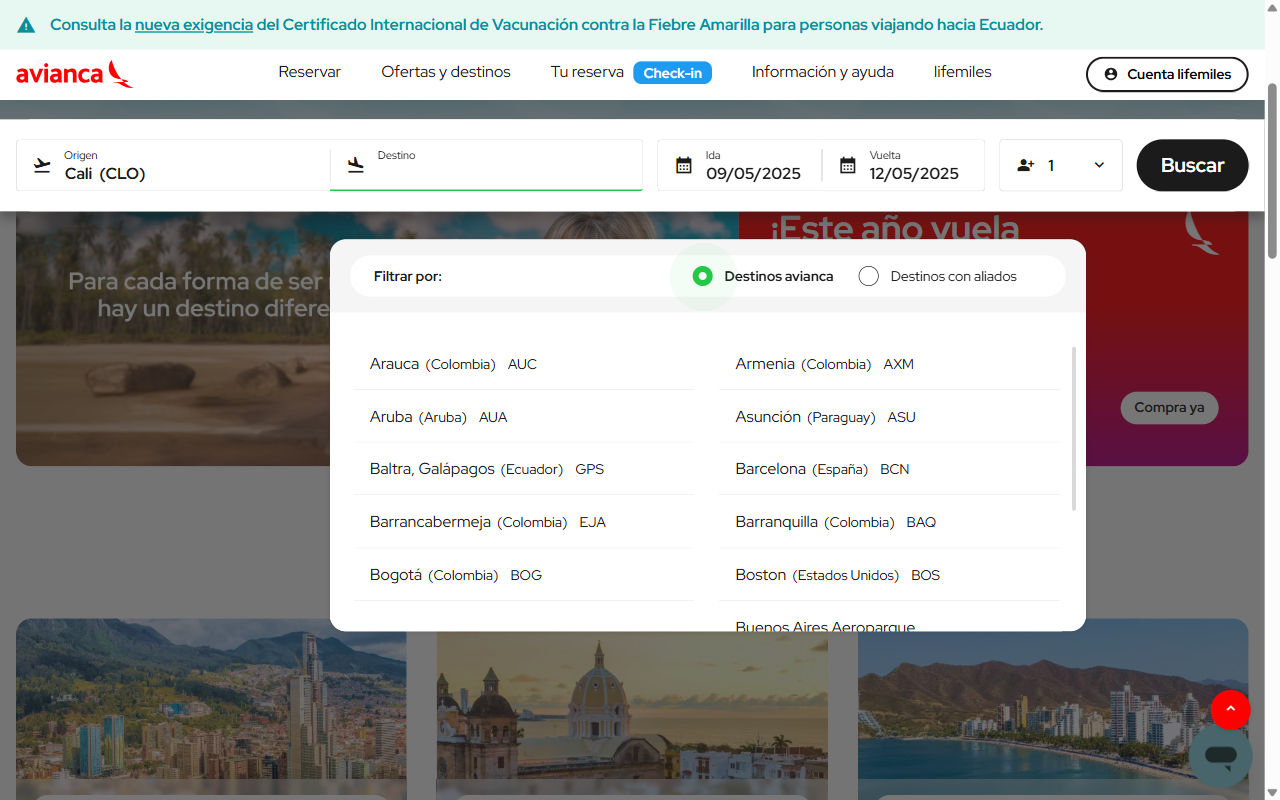 Consulta la nueva exigencia del Certificado Internacional de Vacunación contra la Fiebre Amarilla para personas viajando hacia Ecuador.
avianca
Reservar
Ofertas y destinos
Tu reserva
Check-in
Información y ayuda
lifemiles
Cuenta lifemiles
Origen
Cali (CLO)
Destino
Ida
09/05/2025
Vuelta
12/05/2025
1
Buscar
Para cada forma de ser
hay un destino difere
¡Este año vuela
Compra ya
Filtrar por:
Destinos avianca
Destinos con aliados
Arauca (Colombia) AUC
Armenia (Colombia) AXM
Aruba (Aruba) AUA
Asunción (Paraguay) ASU
Baltra, Galápagos (Ecuador) GPS
Barcelona (España) BCN
Barrancabermeja (Colombia) EJA
Barranquilla (Colombia) BAQ
Bogotá (Colombia) BOG
Boston (Estados Unidos) BOS
Buenos Aires Aeroparque